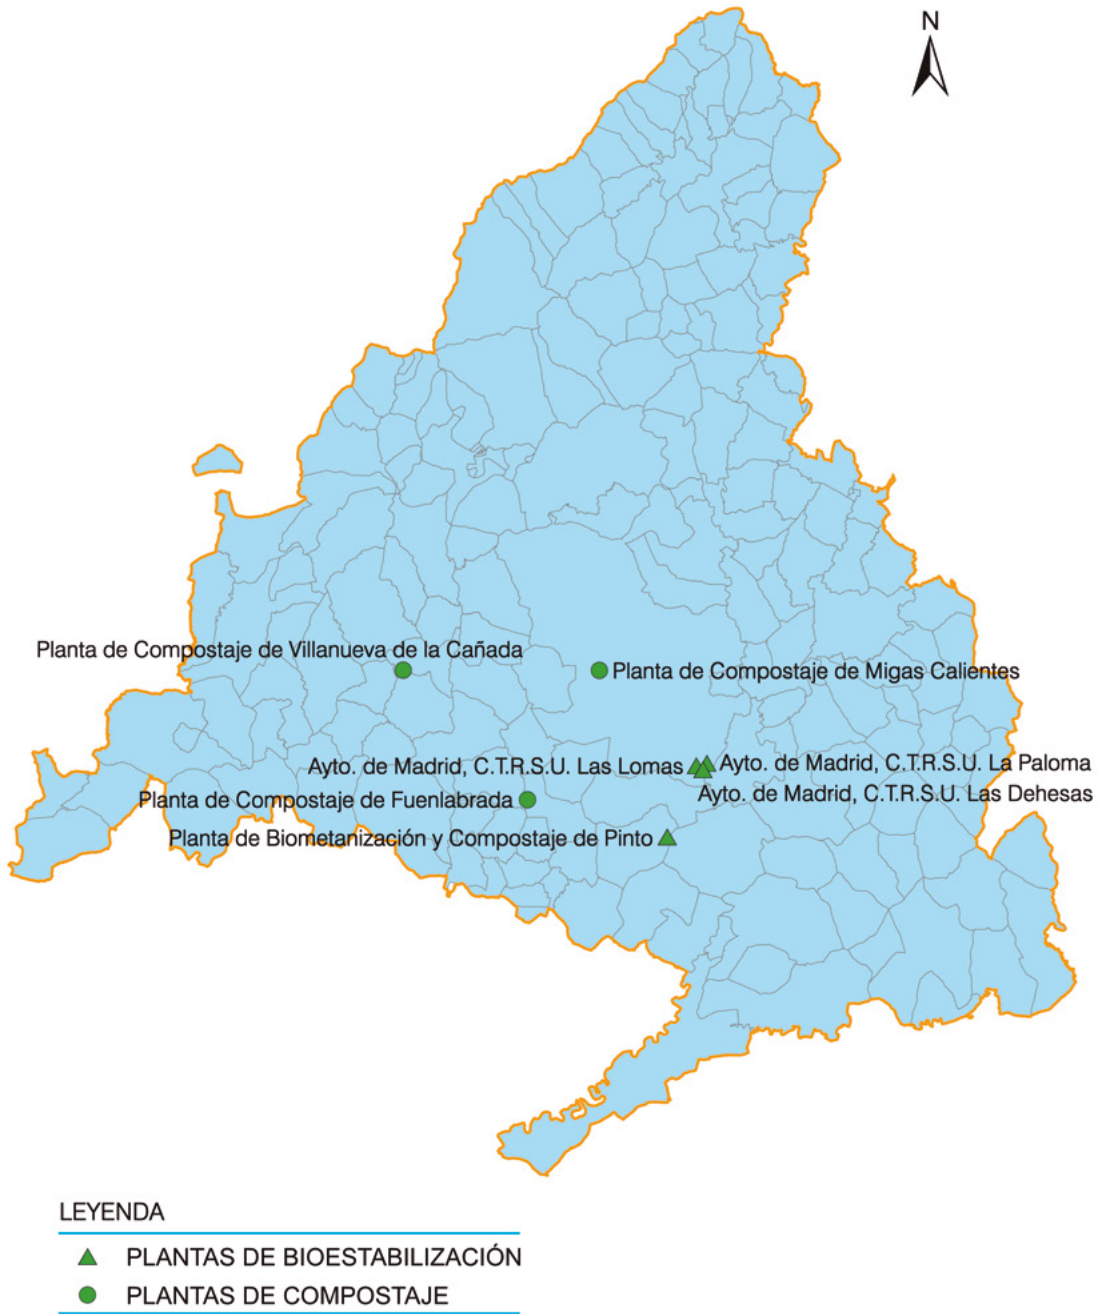 N
Planta de Compostaje de Villanueva de la Cañada
Planta de Compostaje de Migas Calientes
Ayto. de Madrid, C.T.R.S.U. Las Lomas
Ayto. de Madrid, C.T.R.S.U. La Paloma
Ayto. de Madrid, C.T.R.S.U. Las Dehesas
Planta de Compostaje de Fuenlabrada
Planta de Biometanización y Compostaje de Pinto
LEYENDA
PLANTAS DE BIOESTABILIZACIÓN
PLANTAS DE COMPOSTAJE